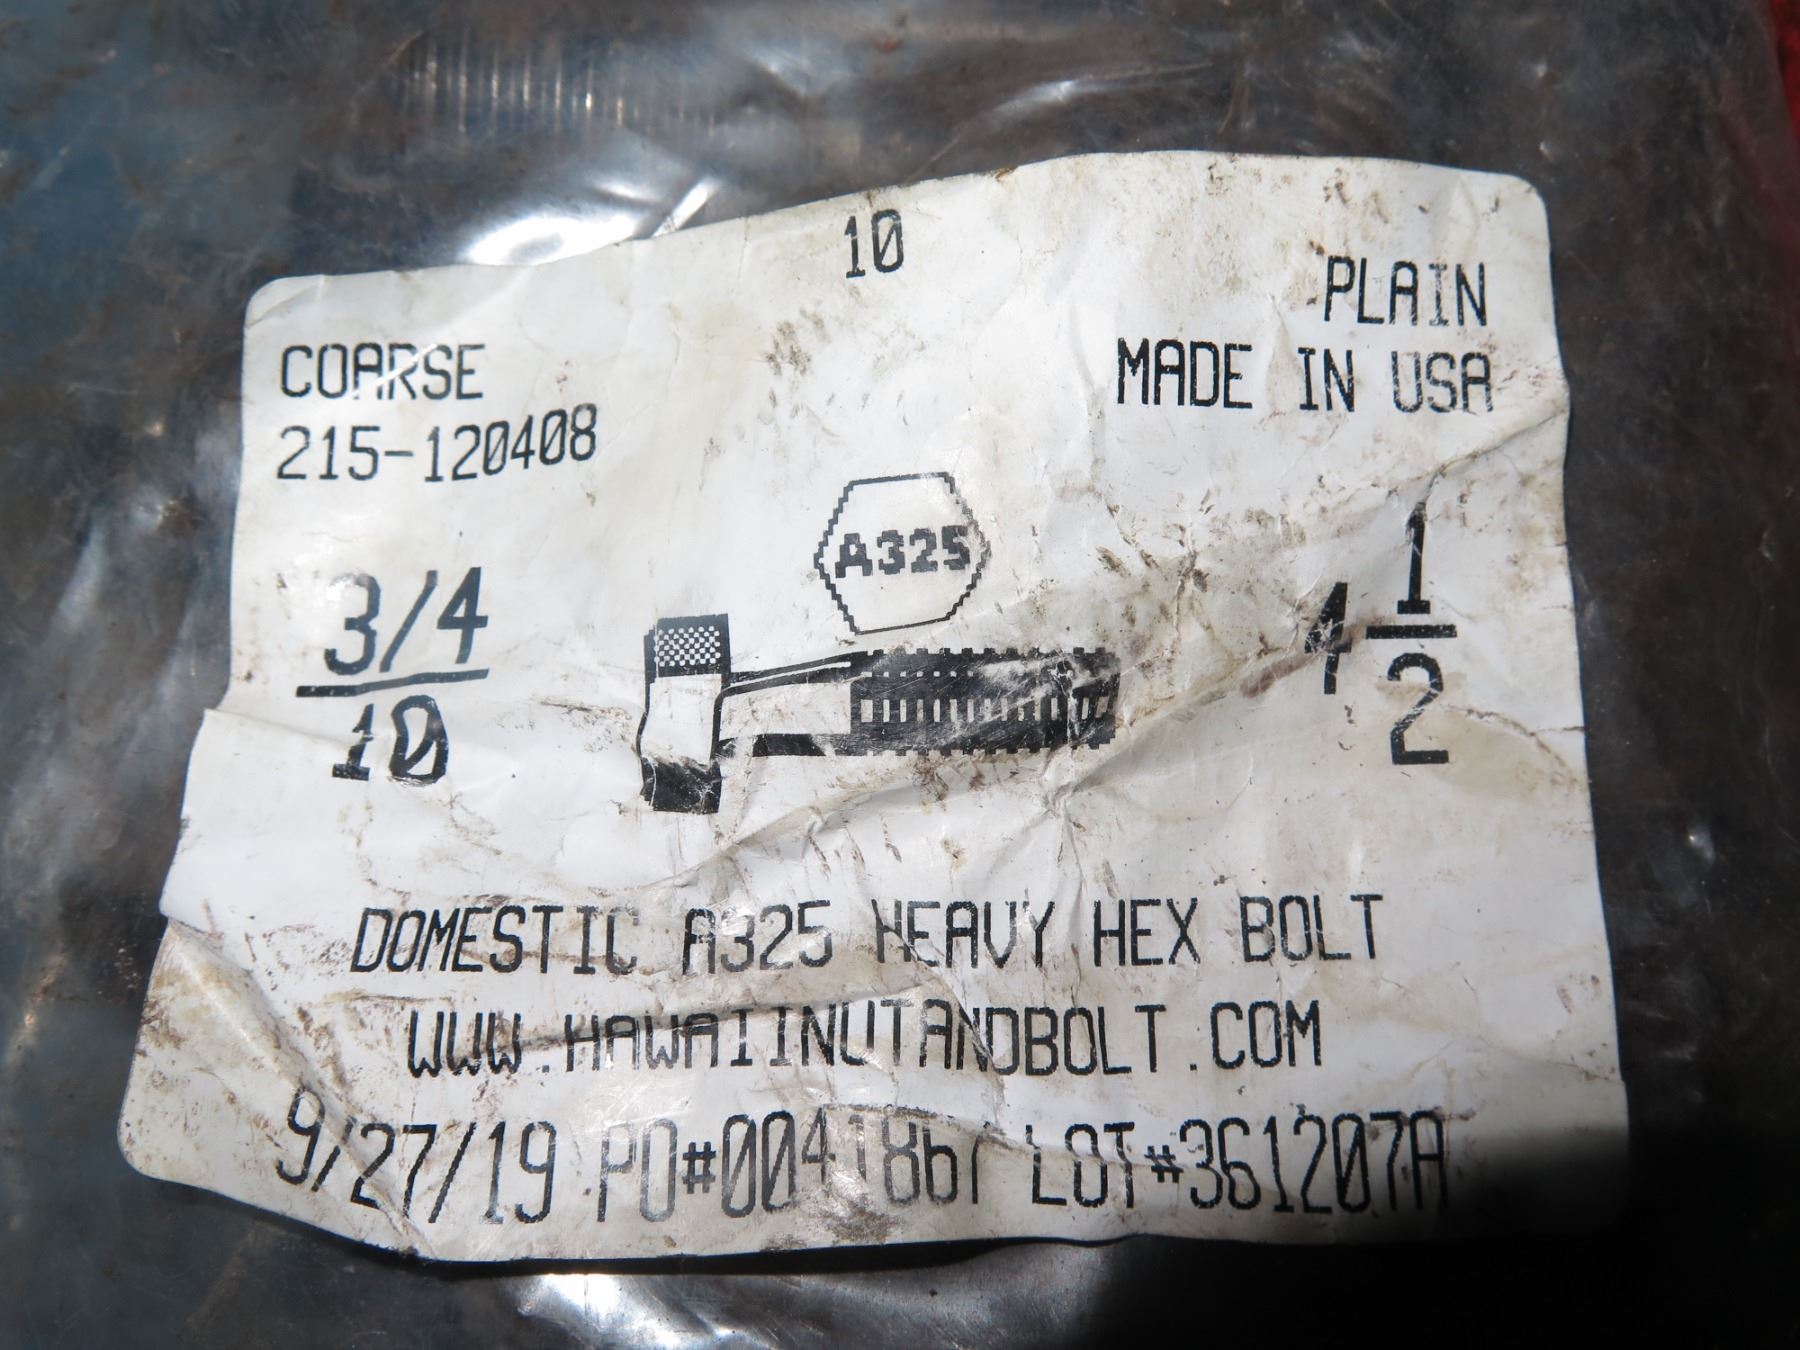 10
PLAIN
COARSE
MADE IN USA
215-120408
A325
3/4
10
4 1/2
DOMESTIC A325 HEAVY HEX BOLT
WWW.HAWAIINUTANDBOLT.COM
9/27/19 PO#0041867 LOT#361207A